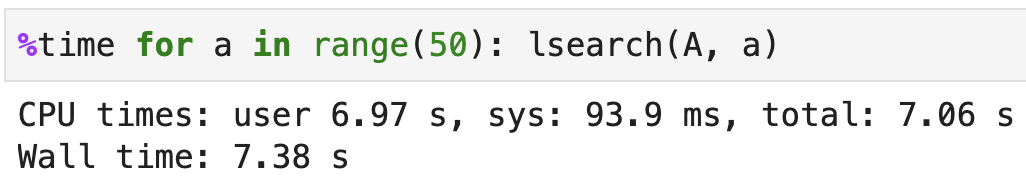 %time for a in range(50): lsearch(A, a)
CPU times: user 6.97 s, sys: 93.9 ms, total: 7.06 s
Wall time: 7.38 s